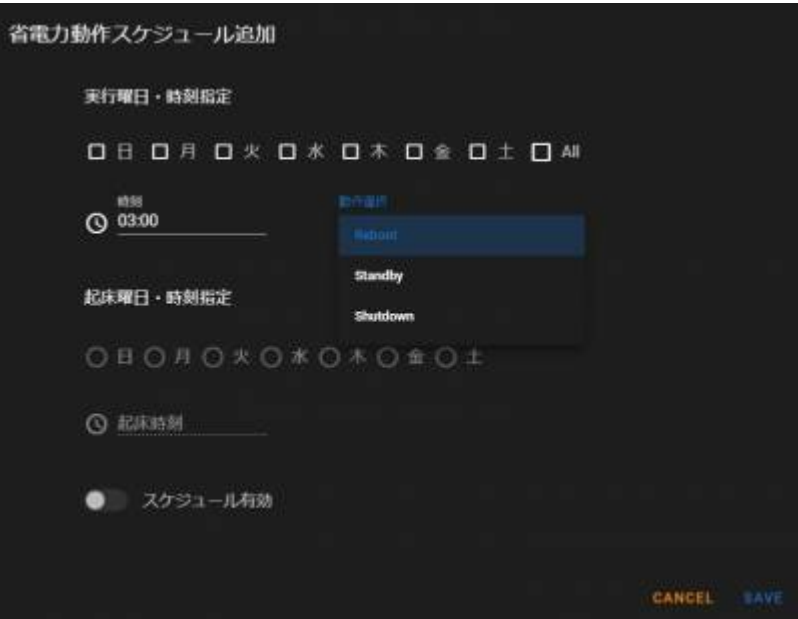 省電力動作スケジュール追加
実行曜日・時刻指定
日 月 火 水 木 金 土 All
時刻 動作選択
03:00 Reboot
Standby
起床曜日・時刻指定
Shutdown
日 月 火 水 木 金 土
起床時刻
スケジュール有効
CANCEL SAVE